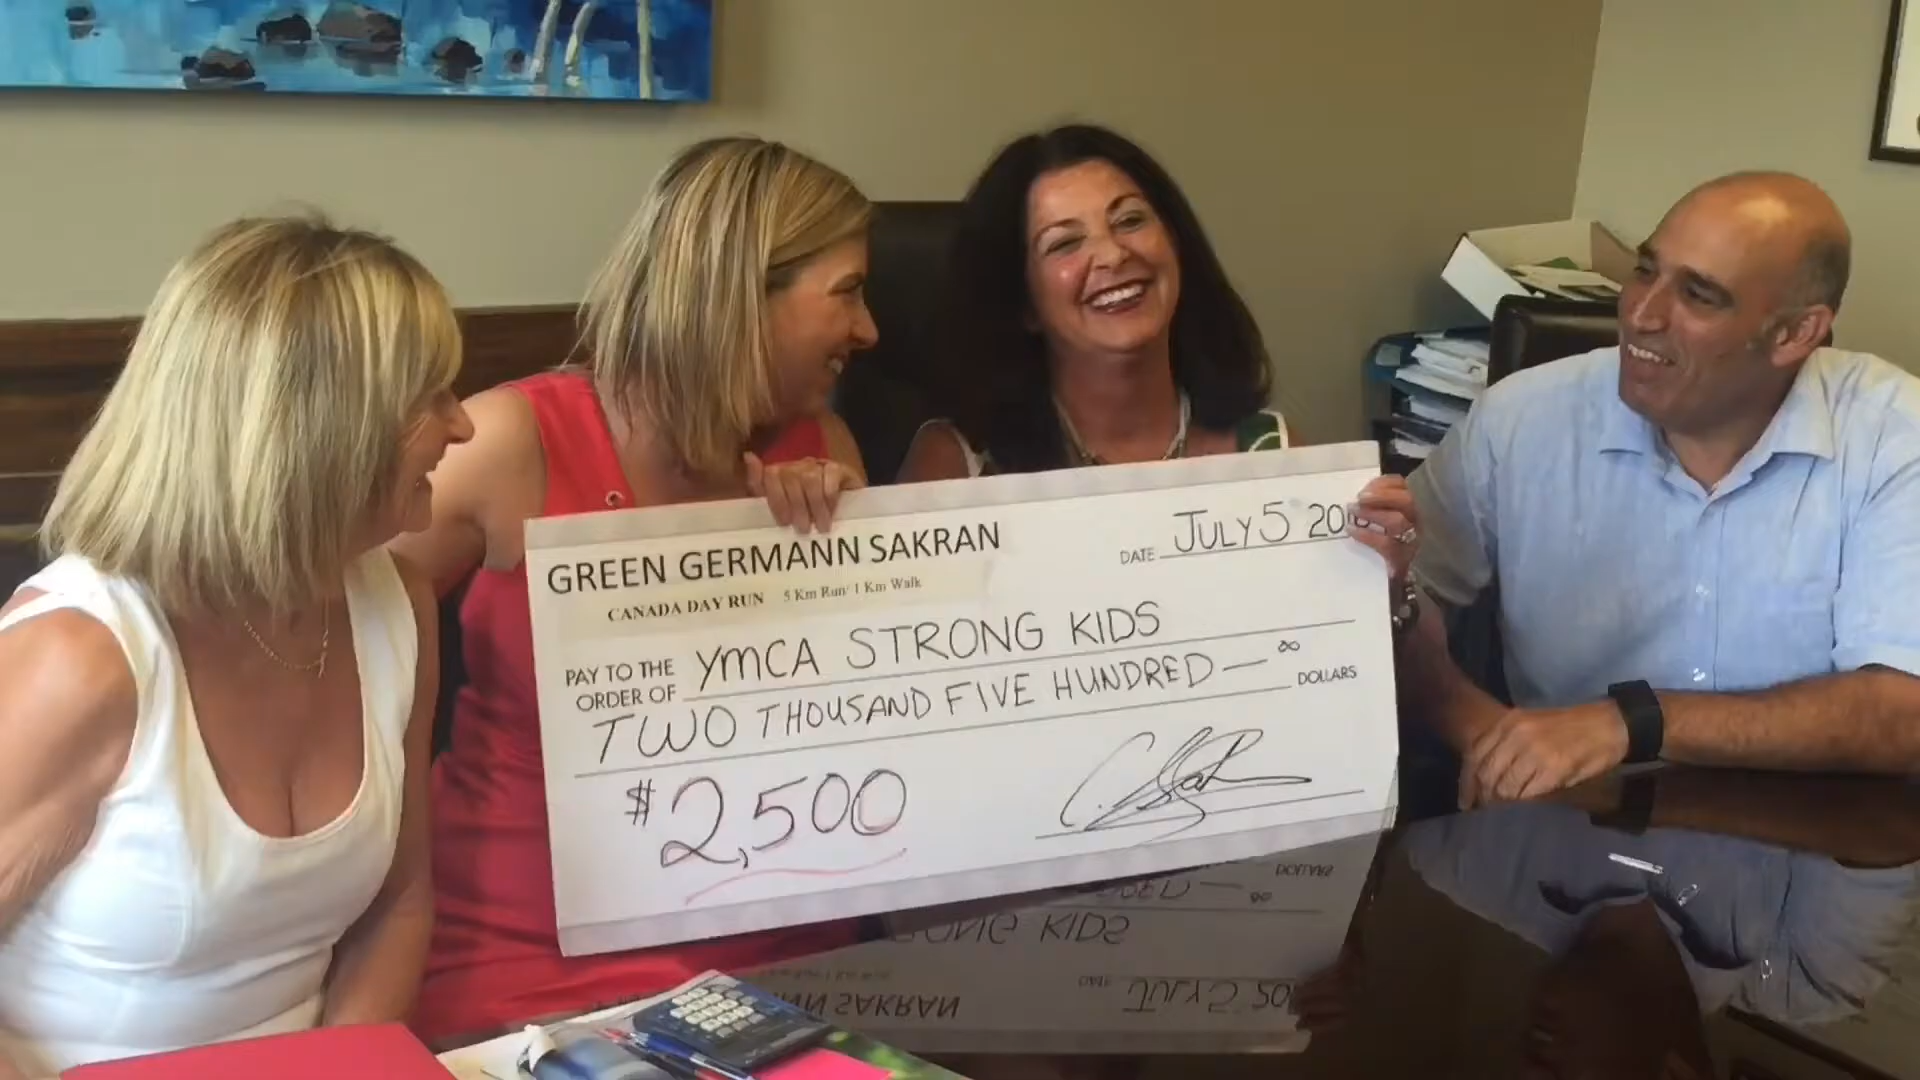 GREEN GERMANN SAKRAN
CANADA DAY RUN 5 Km Run/ 1 Km Walk
DATE JULY 5
PAY TO THE ORDER OF YMCA STRONG KIDS
TWO THOUSAND FIVE HUNDRED — 00 DOLLARS
$2,500